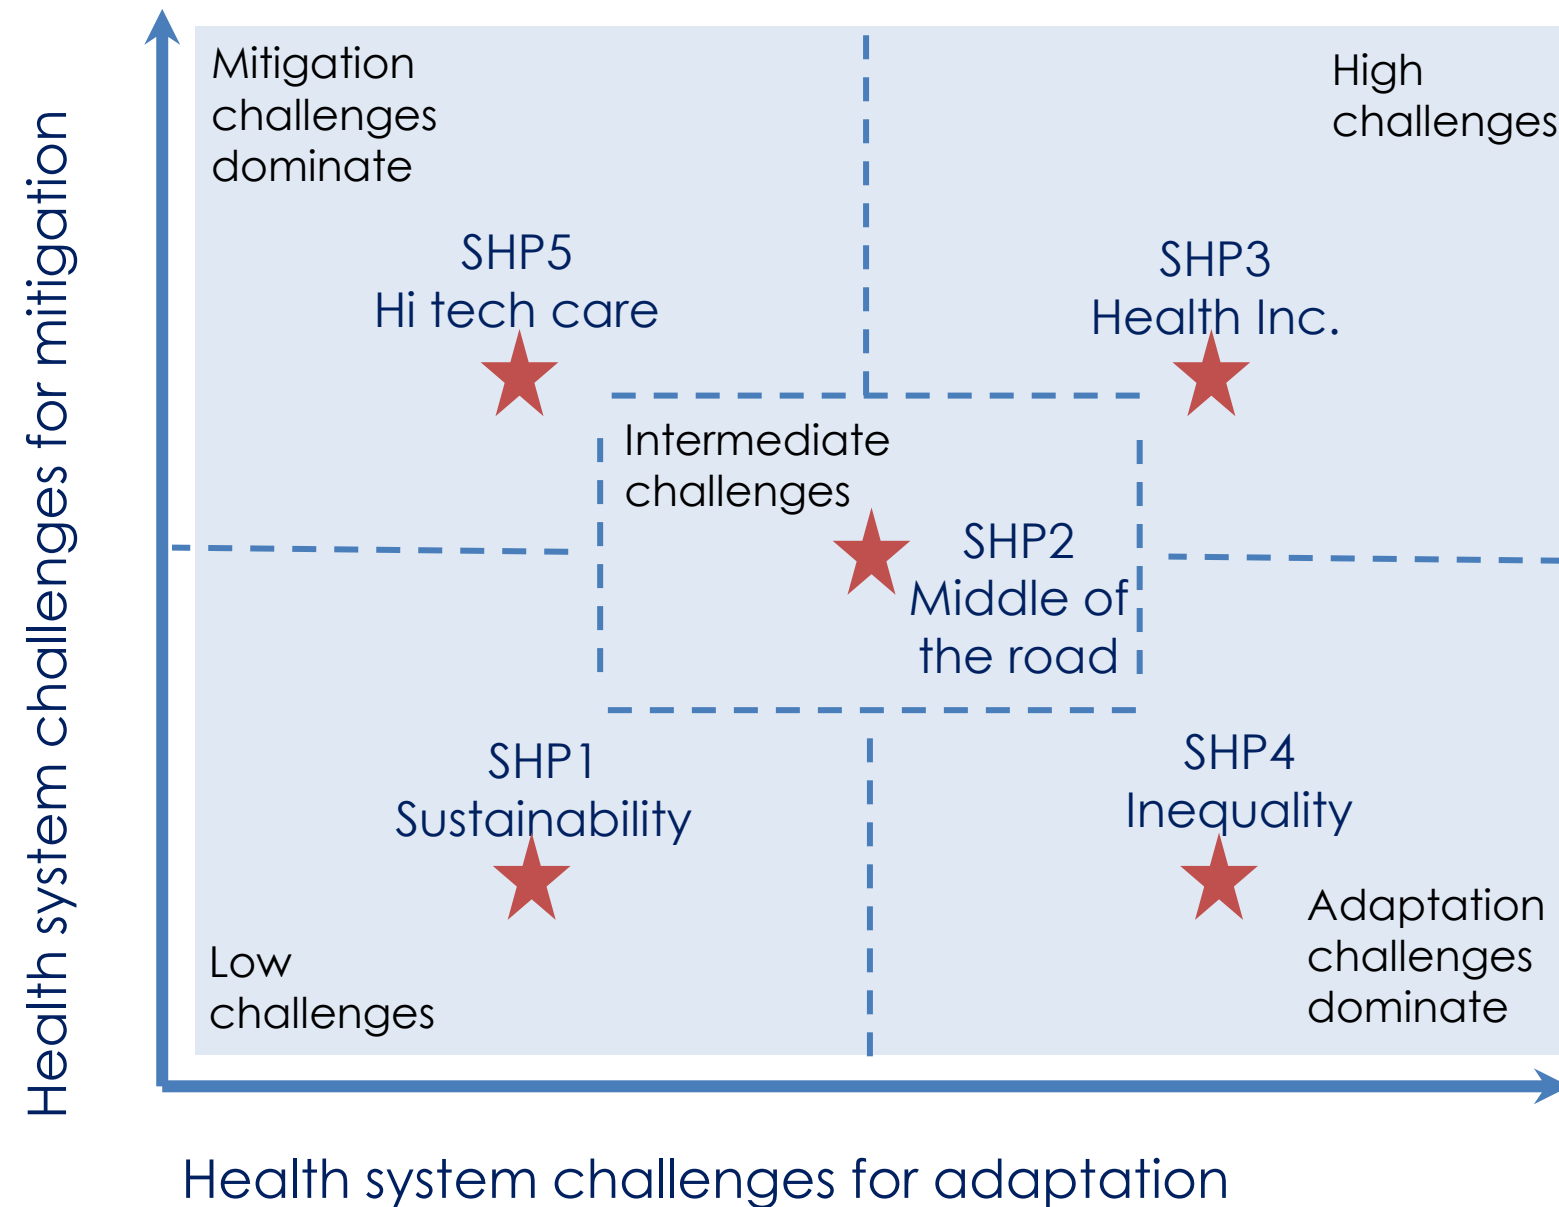 Health system challenges for mitigation
Mitigation
challenges
dominate
High
challenges
SHP5
Hi tech care
SHP3
Health Inc.
Intermediate
challenges
SHP2
Middle of
the road
SHP1
Sustainability
SHP4
Inequality
Low
challenges
Adaptation
challenges
dominate
Health system challenges for adaptation